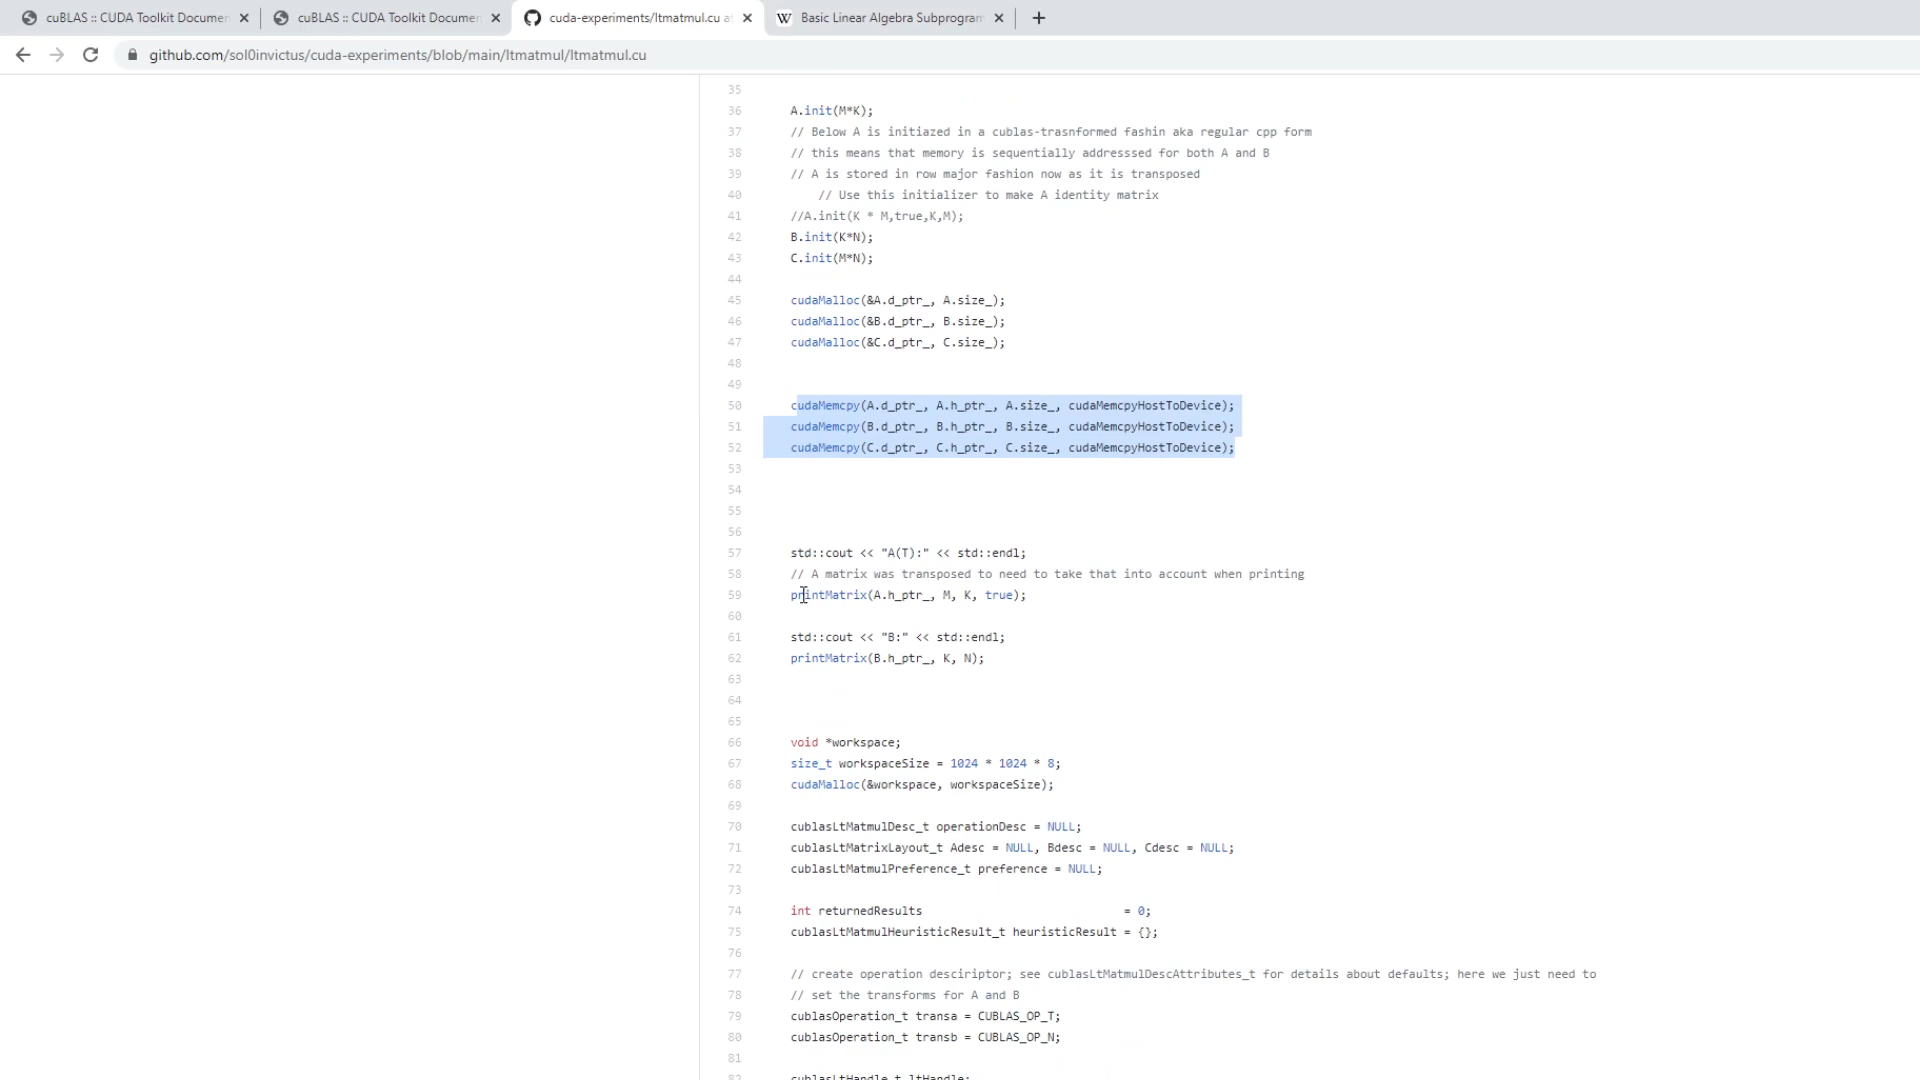 cuBLAS :: CUDA Toolkit Documen
cuBLAS :: CUDA Toolkit Documen
cuda-experiments/ltmatmul.cu at
Basic Linear Algebra Subprogram
github.com/sol0invictus/cuda-experiments/blob/main/ltmatmul/ltmatmul.cu
35
36 A.init(M*K);
37 // Below A is initiazed in a cublas-trasnformed fashin aka regular cpp form
38 // this means that memory is sequentially addresssed for both A and B
39 // A is stored in row major fashion now as it is transposed
40 // Use this initializer to make A identity matrix
41 //A.init(K * M,true,K,M);
42 B.init(K*N);
43 C.init(M*N);
44
45 cudaMalloc(&A.d_ptr_, A.size_);
46 cudaMalloc(&B.d_ptr_, B.size_);
47 cudaMalloc(&C.d_ptr_, C.size_);
48
49
50 cudaMemcpy(A.d_ptr_, A.h_ptr_, A.size_, cudaMemcpyHostToDevice);
51 cudaMemcpy(B.d_ptr_, B.h_ptr_, B.size_, cudaMemcpyHostToDevice);
52 cudaMemcpy(C.d_ptr_, C.h_ptr_, C.size_, cudaMemcpyHostToDevice);
53
54
55
56
57 std::cout << "A(T):" << std::endl;
58 // A matrix was transposed to need to take that into account when printing
59 printMatrix(A.h_ptr_, M, K, true);
60
61 std::cout << "B:" << std::endl;
62 printMatrix(B.h_ptr_, K, N);
63
64
65
66 void *workspace;
67 size_t workspaceSize = 1024 * 1024 * 8;
68 cudaMalloc(&workspace, workspaceSize);
69
70 cublasLtMatmulDesc_t operationDesc = NULL;
71 cublasLtMatrixLayout_t Adesc = NULL, Bdesc = NULL, Cdesc = NULL;
72 cublasLtMatmulPreference_t preference = NULL;
73
74 int returnedResults = 0;
75 cublasLtMatmulHeuristicResult_t heuristicResult = {};
76
77 // create operation desciriptor; see cublasLtMatmulDescAttributes_t for details about defaults; here we just need to
78 // set the transforms for A and B
79 cublasOperation_t transa = CUBLAS_OP_T;
80 cublasOperation_t transb = CUBLAS_OP_N;
81
82 cublasLtHandle_t ltHandle;